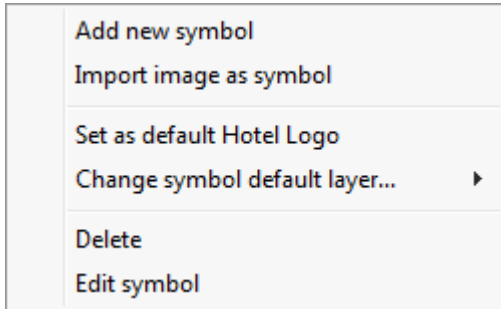 Add new symbol
Import image as symbol
Set as default Hotel Logo
Change symbol default layer...
Delete
Edit symbol